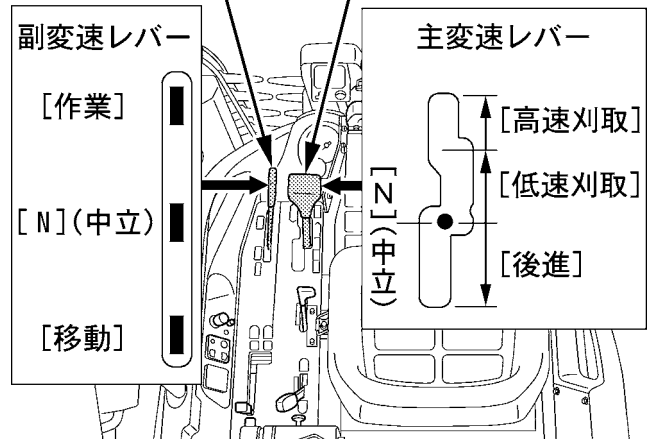 副変速レバー
[作業]
[N](中立)
[移動]
主変速レバー
[高速刈取]
[低速刈取]
[N](中立)
[後進]